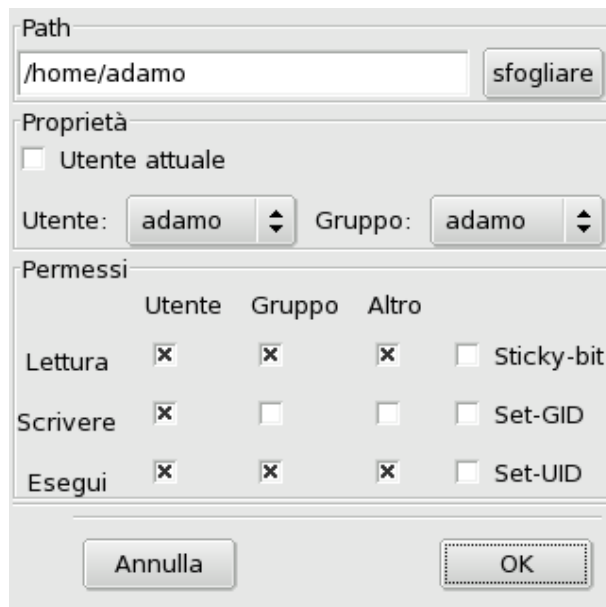 Path
/home/adamo sfogliare
Proprietà
Utente attuale
Utente: adamo Gruppo: adamo
Permessi
Utente Gruppo Altro
Lettura Sticky-bit
Scrivere Set-GID
Esegui Set-UID
Annulla OK